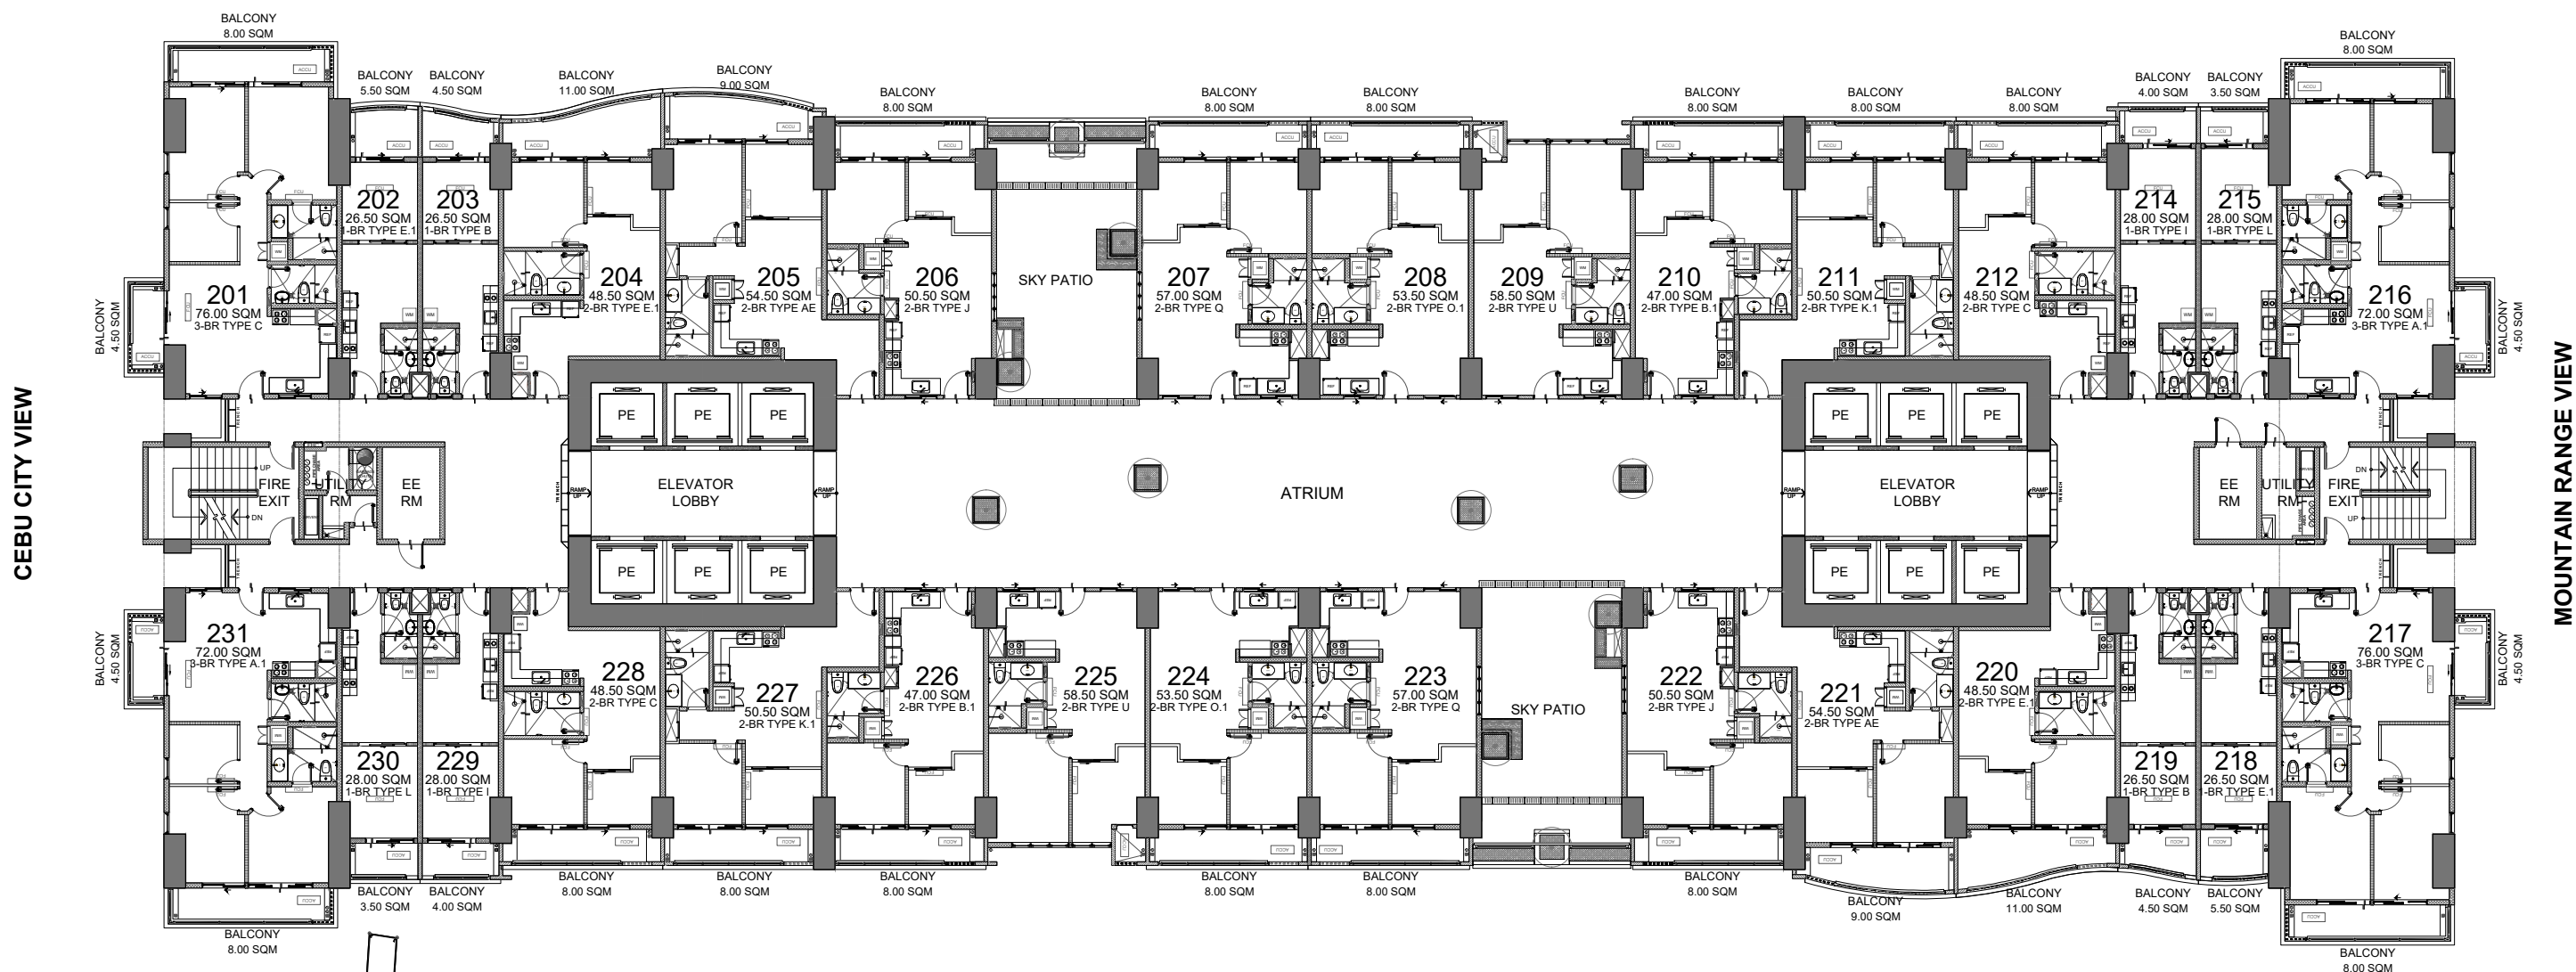 BALCONY
8.00 SQM
BALCONY
5.50 SQM
BALCONY
4.50 SQM
BALCONY
11.00 SQM
BALCONY
9.00 SQM
BALCONY
8.00 SQM
BALCONY
8.00 SQM
BALCONY
8.00 SQM
BALCONY
8.00 SQM
BALCONY
8.00 SQM
BALCONY
8.00 SQM
BALCONY
4.00 SQM
BALCONY
3.50 SQM
BALCONY
8.00 SQM
CEBU CITY VIEW
BALCONY
4.50 SQM
201
76.00 SQM
3-BR TYPE C
202
26.50 SQM
1-BR TYPE E.1
203
26.50 SQM
1-BR TYPE B
204
48.50 SQM
2-BR TYPE E.1
205
54.50 SQM
2-BR TYPE AE
206
50.50 SQM
2-BR TYPE J
SKY PATIO
207
57.00 SQM
2-BR TYPE Q
208
53.50 SQM
2-BR TYPE O.1
209
58.50 SQM
2-BR TYPE U
210
47.00 SQM
2-BR TYPE B.1
211
50.50 SQM
2-BR TYPE K.1
212
48.50 SQM
2-BR TYPE C
214
28.00 SQM
1-BR TYPE I
215
28.00 SQM
1-BR TYPE L
216
72.00 SQM
3-BR TYPE A.1
BALCONY
4.50 SQM
MOUNTAIN RANGE VIEW
PE
PE
PE
PE
PE
PE
UP
FIRE
EXIT
DN
UTILITY
RM
EE
RM
TRENCH
RAMP
UP
ELEVATOR
LOBBY
RAMP
UP
ATRIUM
RAMP
UP
ELEVATOR
LOBBY
RAMP
UP
TRENCH
EE
RM
UTILITY
RM
FIRE
EXIT
DN
UP
PE
PE
PE
PE
PE
PE
BALCONY
4.50 SQM
231
72.00 SQM
3-BR TYPE A.1
230
28.00 SQM
1-BR TYPE L
229
28.00 SQM
1-BR TYPE I
228
48.50 SQM
2-BR TYPE C
227
50.50 SQM
2-BR TYPE K.1
226
47.00 SQM
2-BR TYPE B.1
225
58.50 SQM
2-BR TYPE U
224
53.50 SQM
2-BR TYPE O.1
223
57.00 SQM
2-BR TYPE Q
SKY PATIO
222
50.50 SQM
2-BR TYPE J
221
54.50 SQM
2-BR TYPE AE
220
48.50 SQM
2-BR TYPE E.1
219
26.50 SQM
1-BR TYPE B
218
26.50 SQM
1-BR TYPE E.1
217
76.00 SQM
3-BR TYPE C
BALCONY
4.50 SQM
BALCONY
8.00 SQM
BALCONY
3.50 SQM
BALCONY
4.00 SQM
BALCONY
8.00 SQM
BALCONY
8.00 SQM
BALCONY
8.00 SQM
BALCONY
8.00 SQM
BALCONY
8.00 SQM
BALCONY
8.00 SQM
BALCONY
9.00 SQM
BALCONY
11.00 SQM
BALCONY
4.50 SQM
BALCONY
5.50 SQM
BALCONY
8.00 SQM